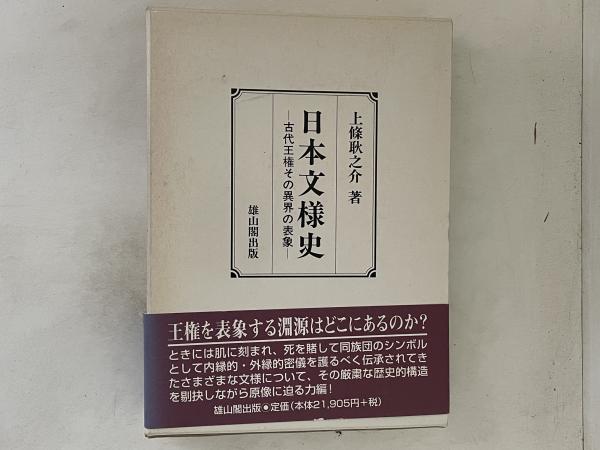 上條耿之介 著
日本文様史
―古代王権その異界の表象―
雄山閣出版
王権を表象する淵源はどこにあるのか?
ときには肌に刻まれ、死を賭して同族団のシンボル
として内縁的・外縁的密儀を護るべく伝承されてき
たさまざまな文様について、その厳粛な歴史的構造
を剔抉しながら原像に迫る力編!
雄山閣出版●定価(本体21,905円+税)